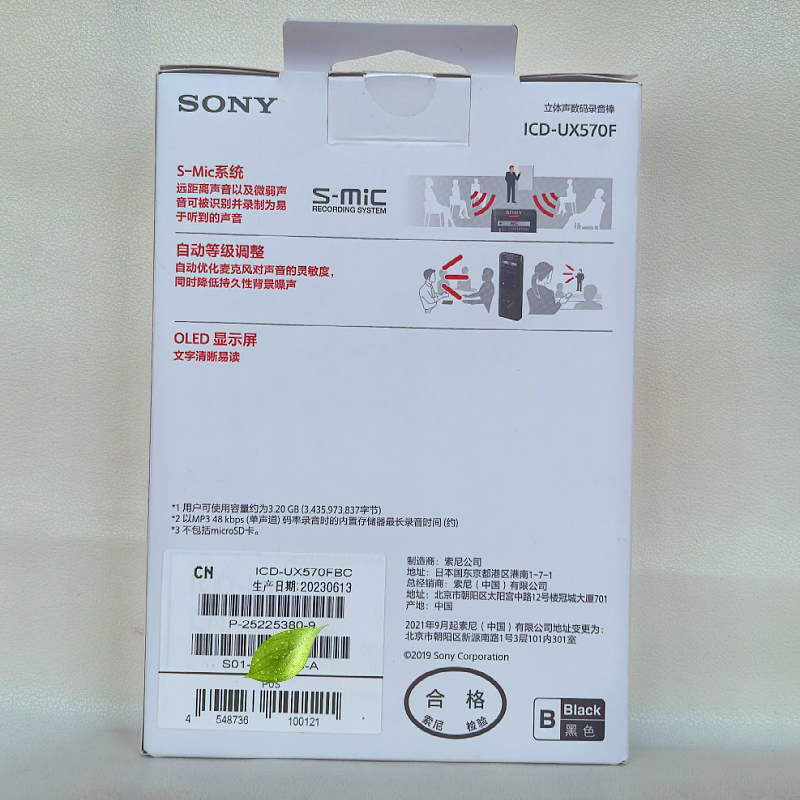 SONY
立体声数码录音棒
ICD-UX570F
S-Mic系统
远距离声音以及微弱声
音可被识别并录制为易
于听到的声音
S-MIC
RECORDING SYSTEM
SONY
自动等级调整
自动优化麦克风对声音的灵敏度，
同时降低持久性背景噪声
OLED 显示屏
文字清晰易读
*1 用户可使用容量约为3.20 GB (3,435,973,837字节)
*2 以MP3 48 kbps (单声道) 码率录音时的内置存储器最长录音时间 (约)
*3 不包括microSD卡。
CN
ICD-UX570FBC
生产日期:20230613
P-25225380-9
S01-
-A
POS
4 548736 100121
制造商：索尼公司
地址：日本国东京都港区港南1-7-1
总经销商：索尼（中国）有限公司
地址：北京市朝阳区太阳宫中路12号楼冠城大厦701
产地：中国
2021年9月起索尼（中国）有限公司地址变更为：
北京市朝阳区新源南路1号3层101内301室
©2019 Sony Corporation
合格
索尼 检验
B
Black
黑色